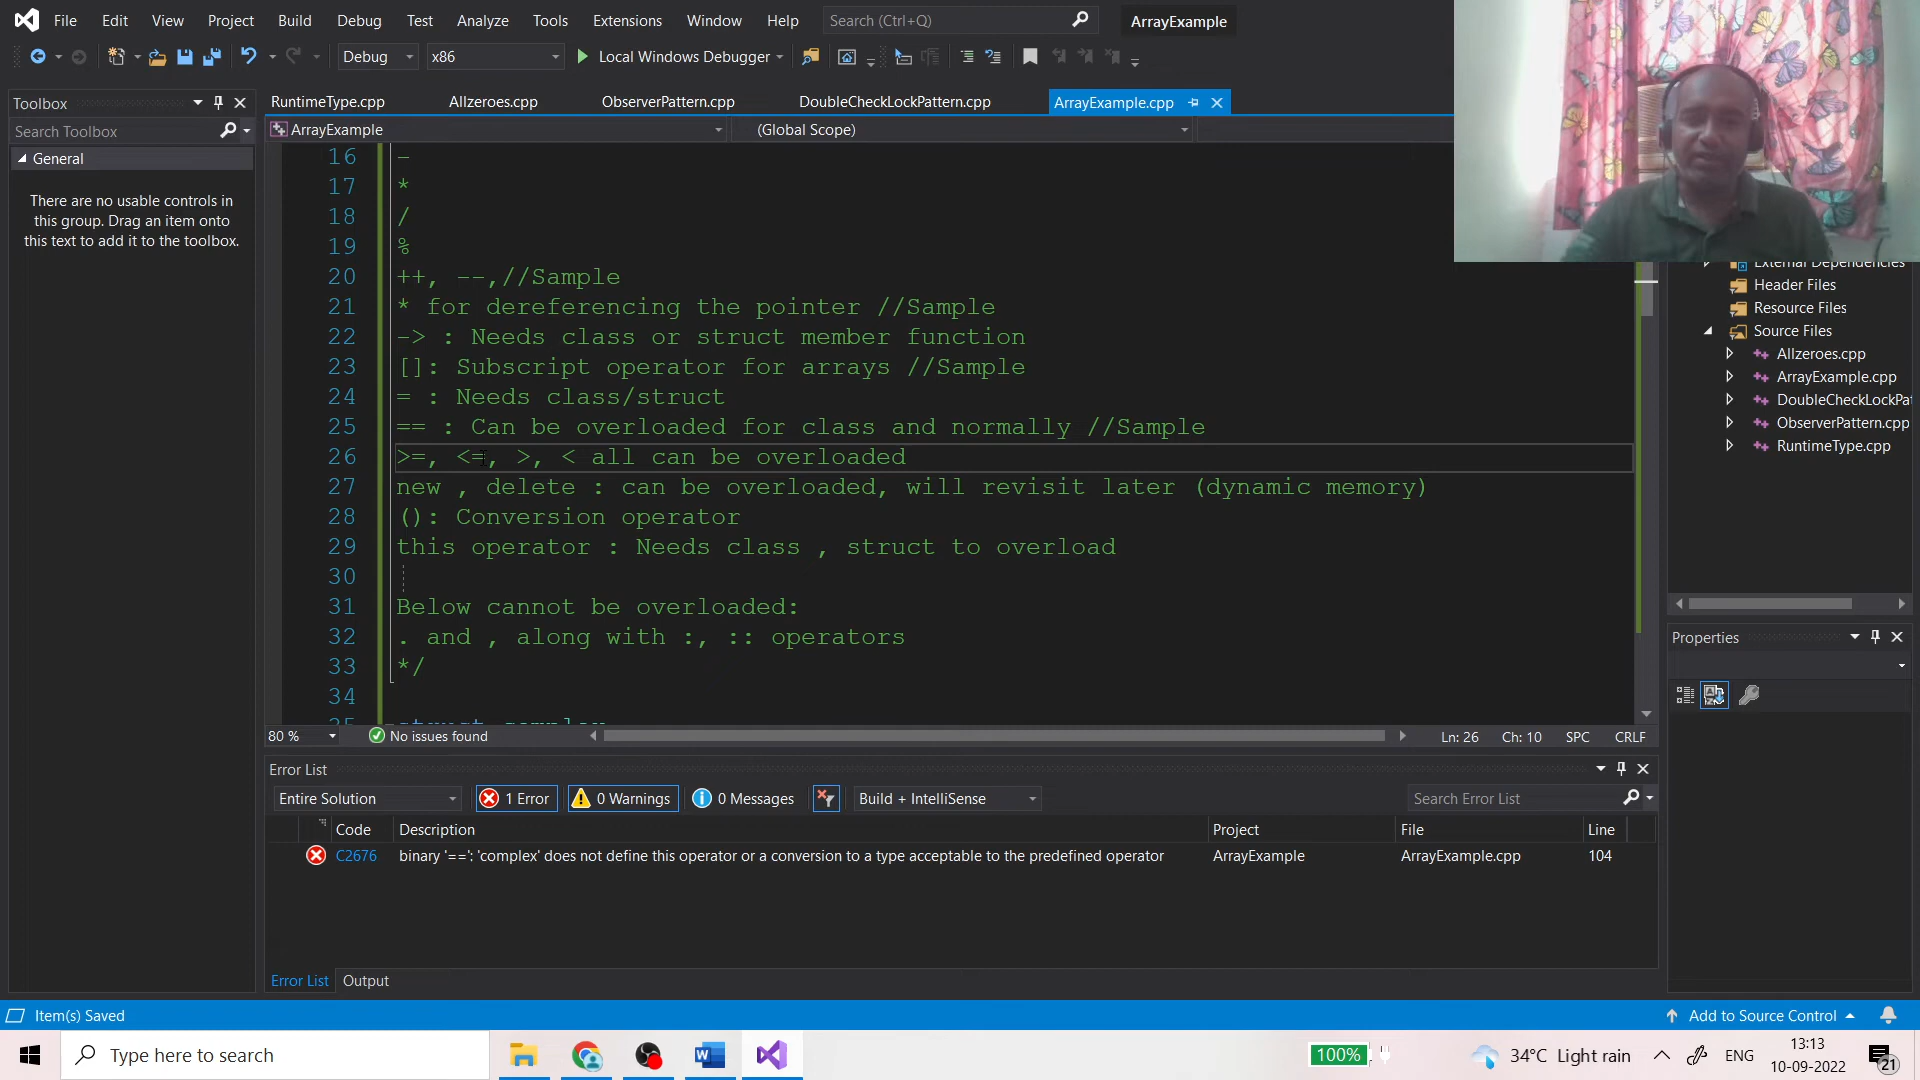 File Edit View Project Build Debug Test Analyze Tools Extensions Window Help Search (Ctrl+Q) ArrayExample
Debug x86 Local Windows Debugger
Toolbox
Search Toolbox
General
There are no usable controls in
this group. Drag an item onto
this text to add it to the toolbox.
RuntimeType.cpp Allzeroes.cpp ObserverPattern.cpp DoubleCheckLockPattern.cpp ArrayExample.cpp
ArrayExample (Global Scope)
16 -
17 *
18 /
19 %
20 ++, --,//Sample
21 * for dereferencing the pointer //Sample
22 -> : Needs class or struct member function
23 []: Subscript operator for arrays //Sample
24 = : Needs class/struct
25 == : Can be overloaded for class and normally //Sample
26 >=, <=, >, < all can be overloaded
27 new , delete : can be overloaded, will revisit later (dynamic memory)
28 (): Conversion operator
29 this operator : Needs class , struct to overload
30
31 Below cannot be overloaded:
32 . and , along with :, :: operators
33 */
34
35 struct complex
80 % No issues found Ln: 26 Ch: 10 SPC CRLF
External Dependencies
Header Files
Resource Files
Source Files
Allzeroes.cpp
ArrayExample.cpp
DoubleCheckLockPat
ObserverPattern.cpp
RuntimeType.cpp
Properties
Error List
Entire Solution 1 Error 0 Warnings 0 Messages Build + IntelliSense Search Error List
Code Description Project File Line
C2676 binary '==': 'complex' does not define this operator or a conversion to a type acceptable to the predefined operator ArrayExample ArrayExample.cpp 104
Error List Output
Item(s) Saved Add to Source Control
Type here to search 100% 34°C Light rain ENG 13:13
10-09-2022 21